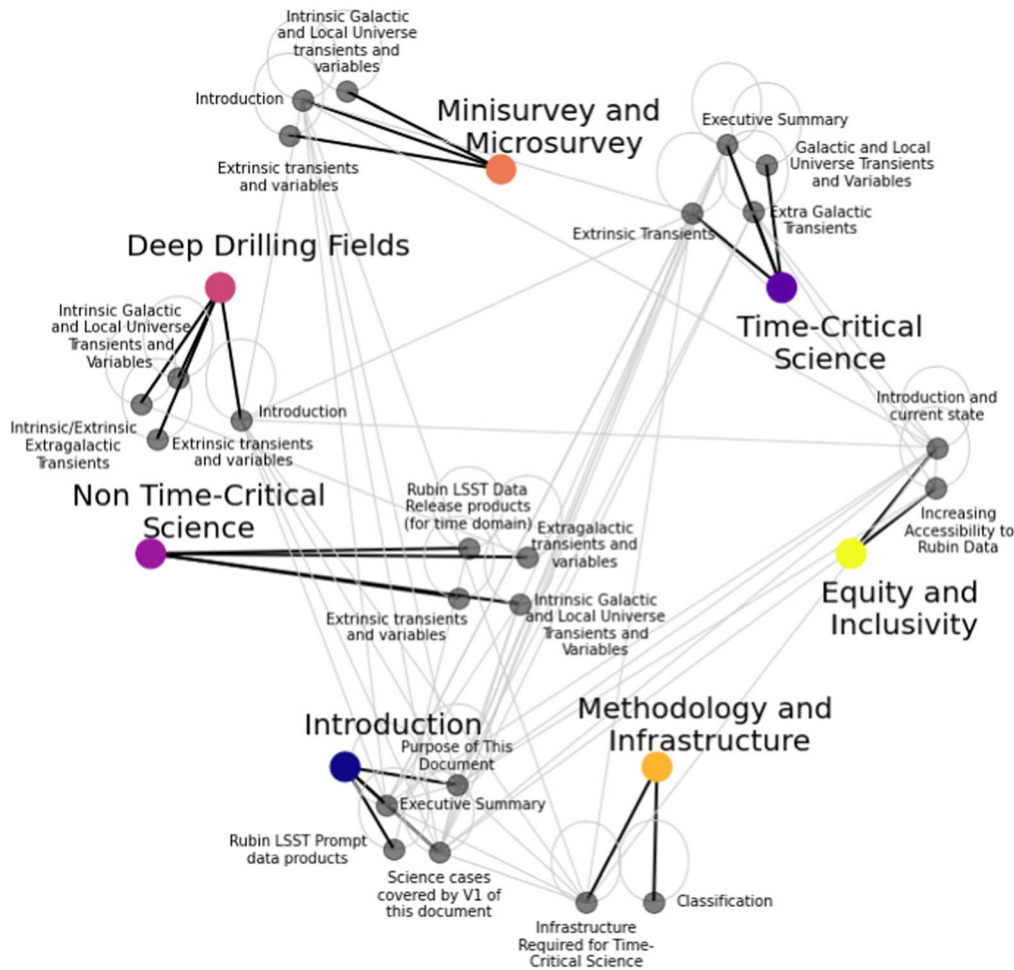 Intrinsic Galactic
and Local Universe
transients and
variables
Introduction
Extrinsic transients
and variables
Minisurvey and
Microsurvey
Executive Summary
Galactic and Local
Universe Transients
and Variables
Extra Galactic
Transients
Extrinsic Transients
Time-Critical
Science
Deep Drilling Fields
Intrinsic Galactic
and Local Universe
Transients and
Variables
Introduction
Intrinsic/Extrinsic
Extragalactic
Transients
Extrinsic transients
and variables
Introduction and
current state
Increasing
Accessibility to
Rubin Data
Equity and
Inclusivity
Non Time-Critical
Science
Rubin LSST Data
Release products
(for time domain)
Extragalactic
transients and
variables
Extrinsic transients
and variables
Intrinsic Galactic
and Local Universe
Transients and
Variables
Introduction
Purpose of This
Document
Executive Summary
Rubin LSST Prompt
data products
Science cases
covered by V1 of
this document
Methodology and
Infrastructure
Classification
Infrastructure
Required for Time-
Critical Science